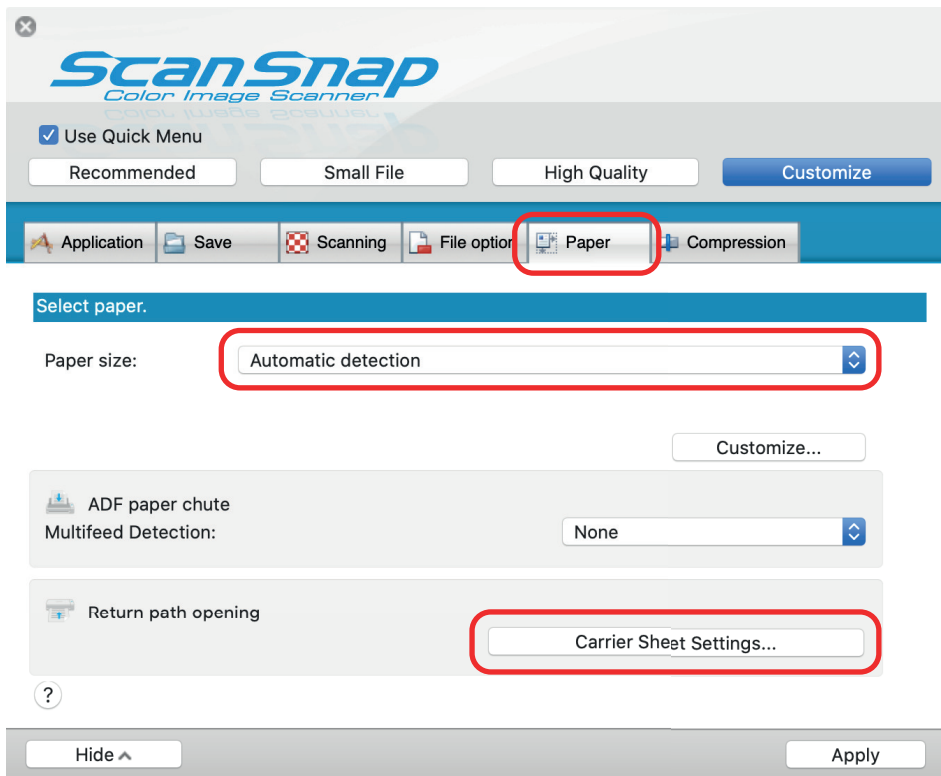 ScanSnap
Color Image Scanner
Use Quick Menu
Recommended Small File High Quality Customize
Application Save Scanning File option Paper Compression
Select paper.
Paper size: Automatic detection
Customize...
ADF paper chute
Multifeed Detection: None
Return path opening
Carrier Sheet Settings...
?
Hide Apply